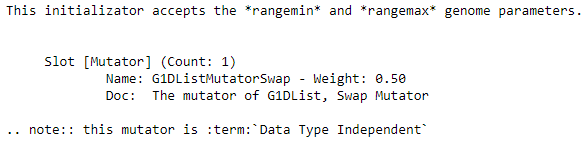 This initializator accepts the *rangemin* and *rangemax* genome parameters.
Slot [Mutator] (Count: 1)
Name: G1DListMutatorSwap - Weight: 0.50
Doc: The mutator of G1DList, Swap Mutator
.. note:: this mutator is :term:`Data Type Independent`